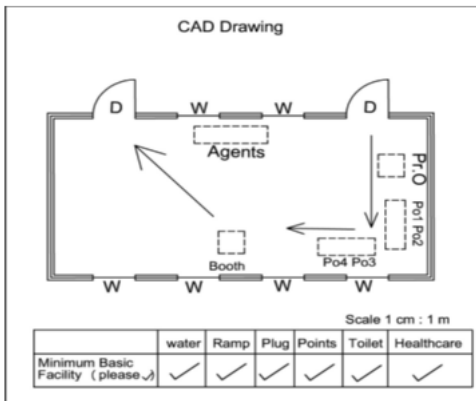 CAD Drawing
D W W D
Agents
Pr.O
Po1 Po2
Booth
Po4 Po3
W W W W
Scale 1 cm : 1 m
water Ramp Plug Points Toilet Healthcare
Minimum Basic
Facility ( please ✓) ✓ ✓ ✓ ✓ ✓ ✓